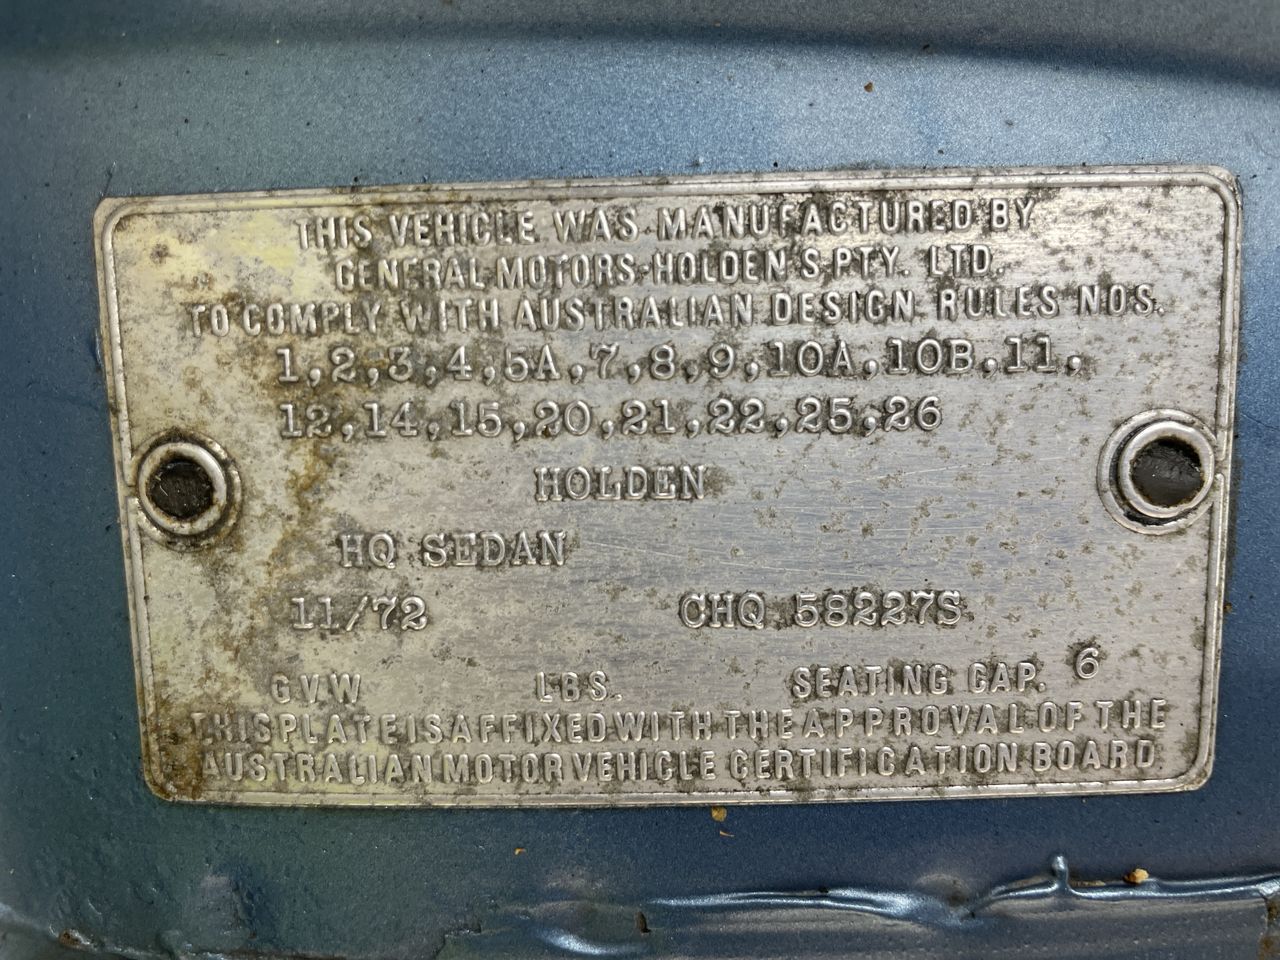 THIS VEHICLE WAS MANUFACTURED BY
GENERAL MOTORS-HOLDEN'S PTY. LTD.
TO COMPLY WITH AUSTRALIAN DESIGN RULES NOS.
1,2,3,4,5A,7,8,9,10A,10B,11,
12,14,15,20,21,22,25,26
HOLDEN
HQ SEDAN
11/72 CHQ 58227S
G.V.W. LBS. SEATING CAP. 6
THIS PLATE IS AFFIXED WITH THE APPROVAL OF THE
AUSTRALIAN MOTOR VEHICLE CERTIFICATION BOARD.